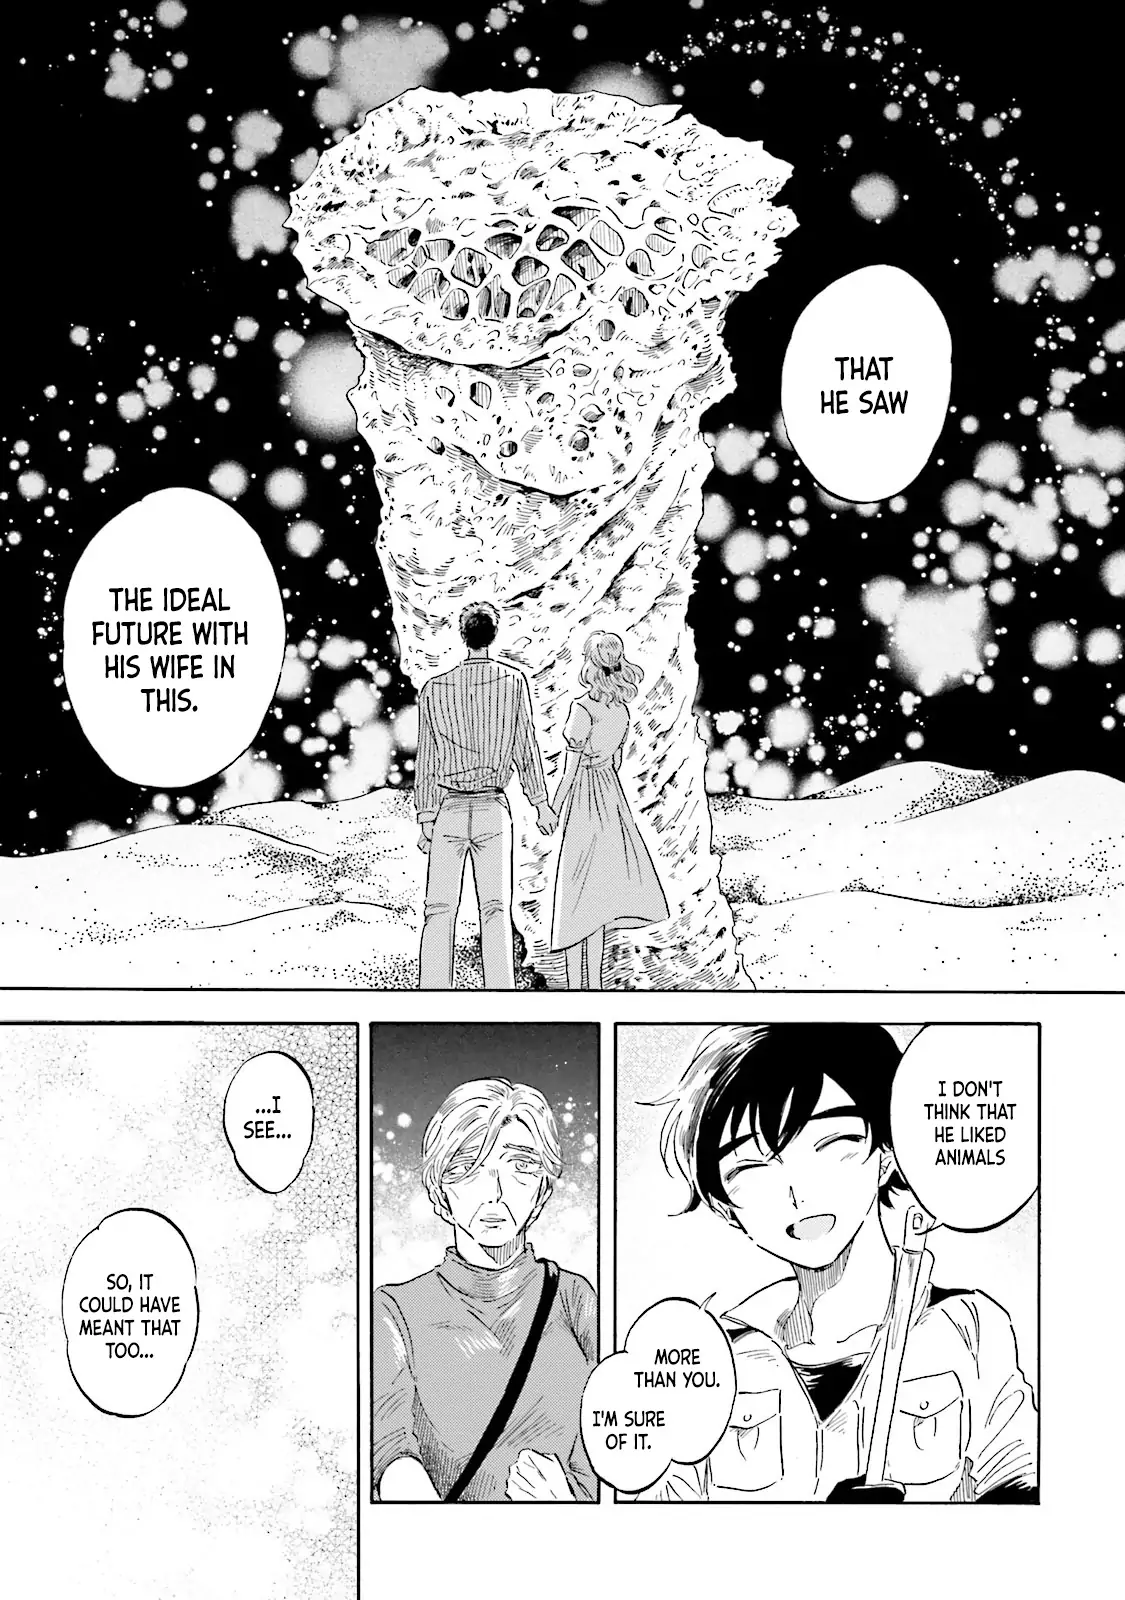 THAT
HE SAW
THE IDEAL
FUTURE WITH
HIS WIFE IN
THIS.
I DON'T
THINK THAT
HE LIKED
ANIMALS
MORE
THAN YOU.
I'M SURE
OF IT.
...I
SEE...
SO, IT
COULD HAVE
MEANT THAT
TOO...